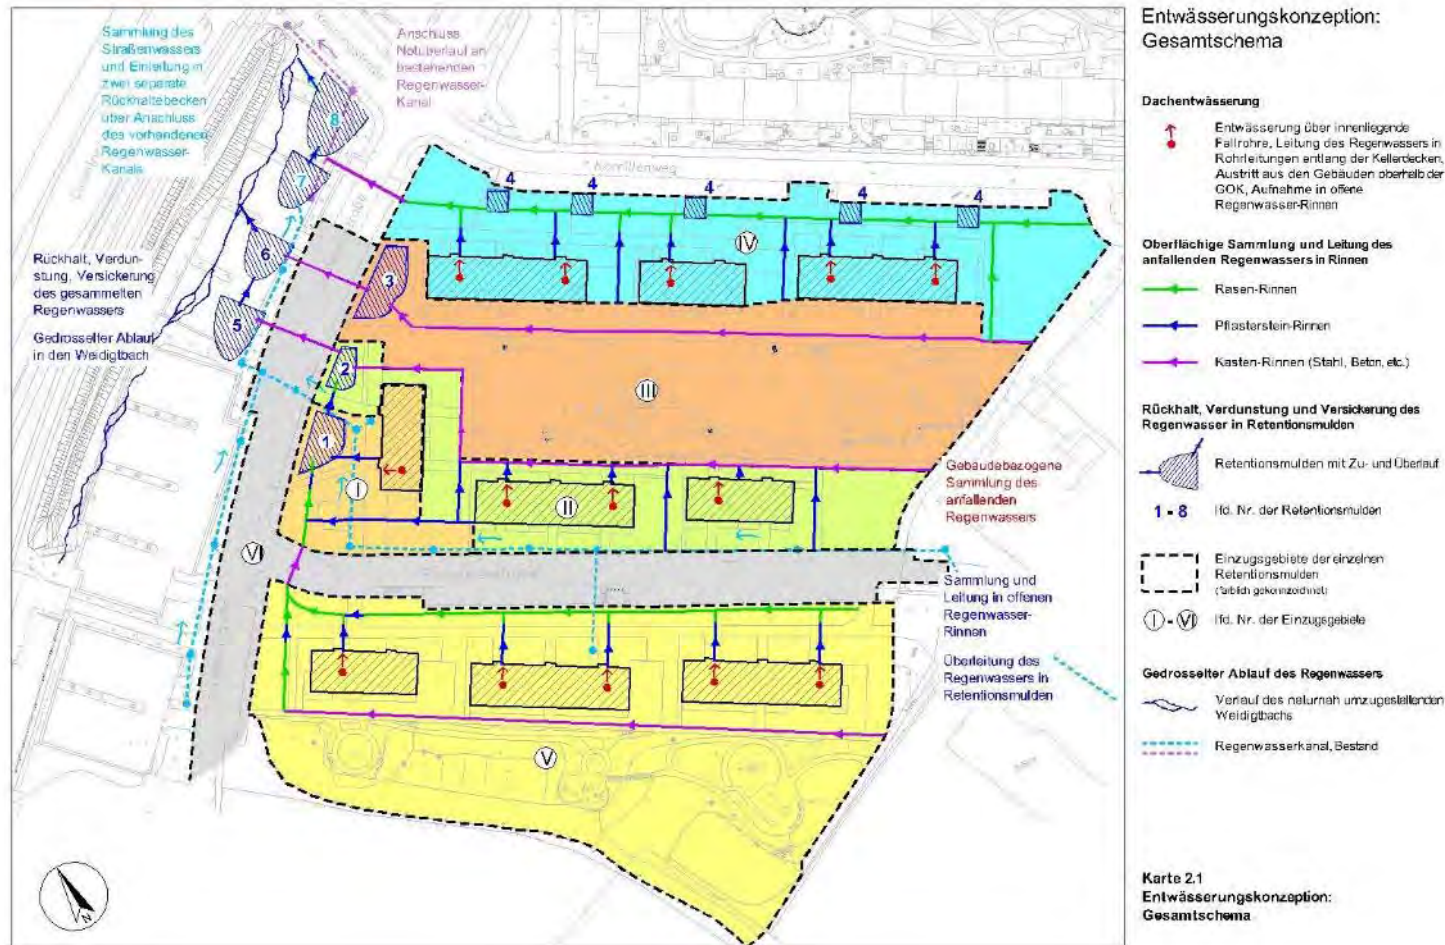 Entwässerungskonzeption:
Gesamtschema
Dachentwässerung
Entwässerung über innenliegende
Fallrohre, Leitung des Regenwassers in
Rohrleitungen entlang der Kellerdecken,
Austritt aus den Gebäuden oberhalb der
GOK, Aufnahme in offene
Regenwasser-Rinnen
Oberflächige Sammlung und Leitung des
anfallenden Regenwassers in Rinnen
Rasen-Rinnen
Pflasterstein-Rinnen
Kasten-Rinnen (Stahl, Beton, etc.)
Rückhalt, Verdunstung und Versickerung des
Regenwasser in Retentionsmulden
Retentionsmulden mit Zu- und Überlauf
1 - 8 lfd. Nr. der Retentionsmulden
Einzugsgebiete der einzelnen
Retentionsmulden
(farblich gekennzeichnet)
I - VI lfd. Nr. der Einzugsgebiete
Gedrosselter Ablauf des Regenwassers
Verlauf des naturnah umzugestaltenden
Weidigtbachs
Regenwasserkanal, Bestand
Karte 2.1
Entwässerungskonzeption:
Gesamtschema
Sammlung des
Straßenwassers
und Einleitung in
zwei separate
Rückhaltebecken
über Anschluss
des vorhandenen
Regenwasser-
Kanals
Anschluss
Notüberlauf an
bestehenden
Regenwasser-
Kanal
Rückhalt, Verdun-
stung, Versickerung
des gesammelten
Regenwassers
Gedrosselter Ablauf
in den Weidigtbach
Gebäudebezogene
Sammlung des
anfallenden
Regenwassers
Sammlung und
Leitung in offenen
Regenwasser-
Rinnen
Überleitung des
Regenwassers in
Retentionsmulden
8
7
6
5
4
4
4
4
4
3
2
1
I
II
III
IV
V
VI
N